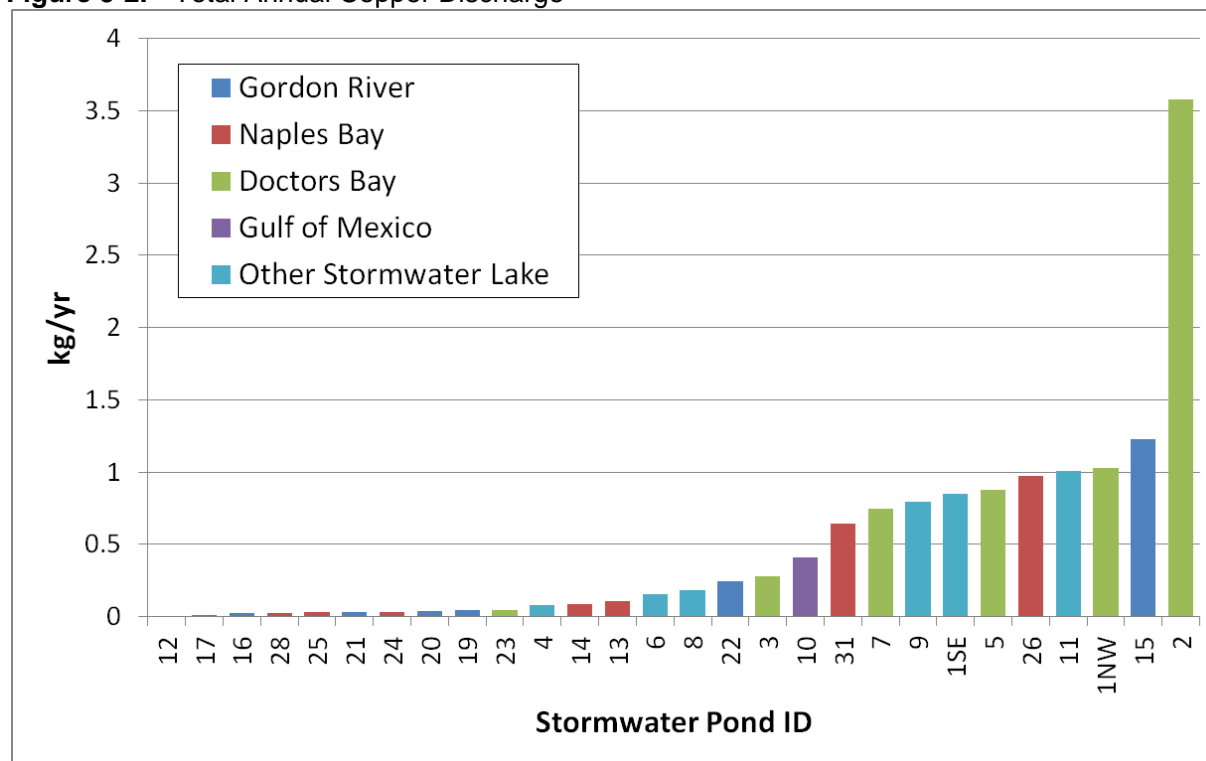 Total Annual Copper Discharge
4
3.5
3
2.5
2
1.5
1
0.5
0
kg/yr
Gordon River
Naples Bay
Doctors Bay
Gulf of Mexico
Other Stormwater Lake
12 17 16 28 25 21 24 20 19 23 4 14 13 6 8 22 3 10 31 7 9 1SE 5 26 11 1NW 15 2
Stormwater Pond ID